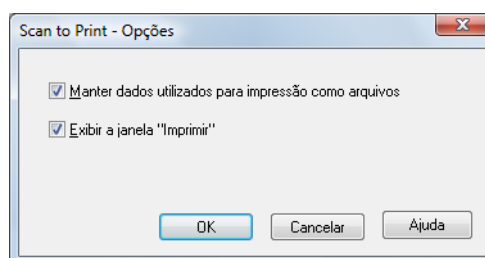 Scan to Print - Opções
Manter dados utilizados para impressão como arquivos
Exibir a janela "Imprimir"
OK Cancelar Ajuda